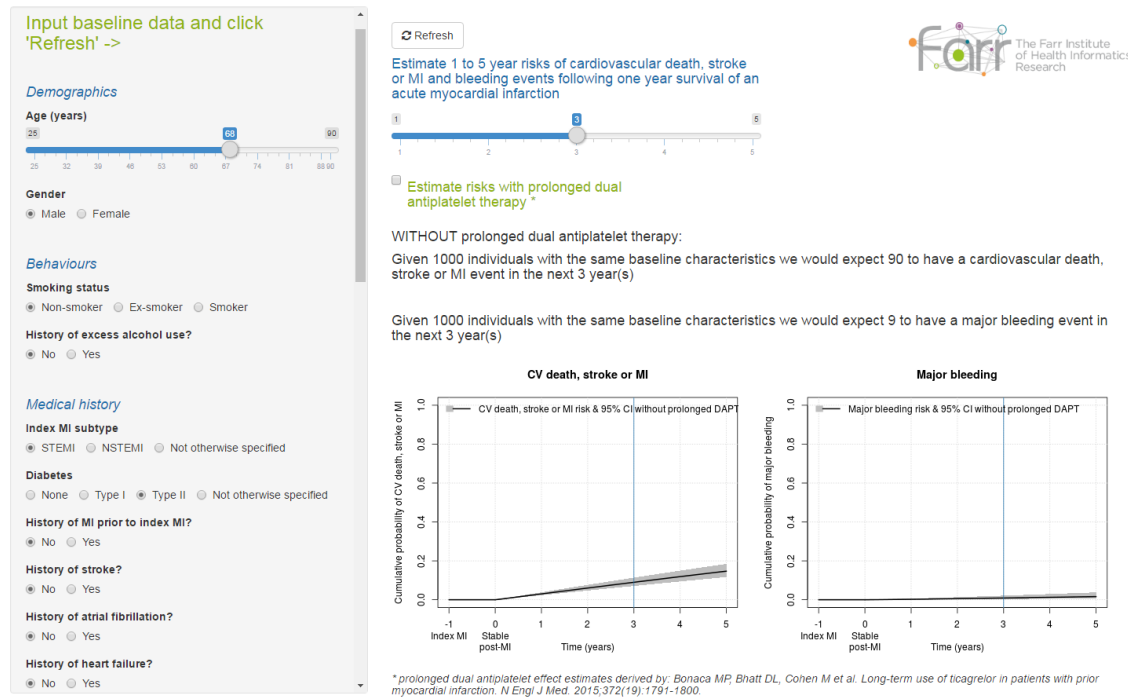 Input baseline data and click
'Refresh' ->
Demographics
Age (years)
25 68 90
25 32 39 46 53 60 67 74 81 88 90
Gender
Male Female
Behaviours
Smoking status
Non-smoker Ex-smoker Smoker
History of excess alcohol use?
No Yes
Medical history
Index MI subtype
STEMI NSTEMI Not otherwise specified
Diabetes
None Type I Type II Not otherwise specified
History of MI prior to index MI?
No Yes
History of stroke?
No Yes
History of atrial fibrillation?
No Yes
History of heart failure?
No Yes
Refresh
Farr
The Farr Institute
of Health Informatics
Research
Estimate 1 to 5 year risks of cardiovascular death, stroke
or MI and bleeding events following one year survival of an
acute myocardial infarction
1 3 5
1 2 3 4 5
Estimate risks with prolonged dual
antiplatelet therapy *
WITHOUT prolonged dual antiplatelet therapy:
Given 1000 individuals with the same baseline characteristics we would expect 90 to have a cardiovascular death,
stroke or MI event in the next 3 year(s)
Given 1000 individuals with the same baseline characteristics we would expect 9 to have a major bleeding event in
the next 3 year(s)
CV death, stroke or MI
CV death, stroke or MI risk & 95% CI without prolonged DAPT
Cumulative probability of CV death, stroke or MI
1.0
0.8
0.6
0.4
0.2
0.0
-1 0 1 2 3 4 5
Index MI Stable
post-MI
Time (years)
Major bleeding
Major bleeding risk & 95% CI without prolonged DAPT
Cumulative probability of major bleeding
1.0
0.8
0.6
0.4
0.2
0.0
-1 0 1 2 3 4 5
Index MI Stable
post-MI
Time (years)
* prolonged dual antiplatelet effect estimates derived by: Bonaca MP, Bhatt DL, Cohen M et al. Long-term use of ticagrelor in patients with prior
myocardial infarction. N Engl J Med. 2015;372(19):1791-1800.